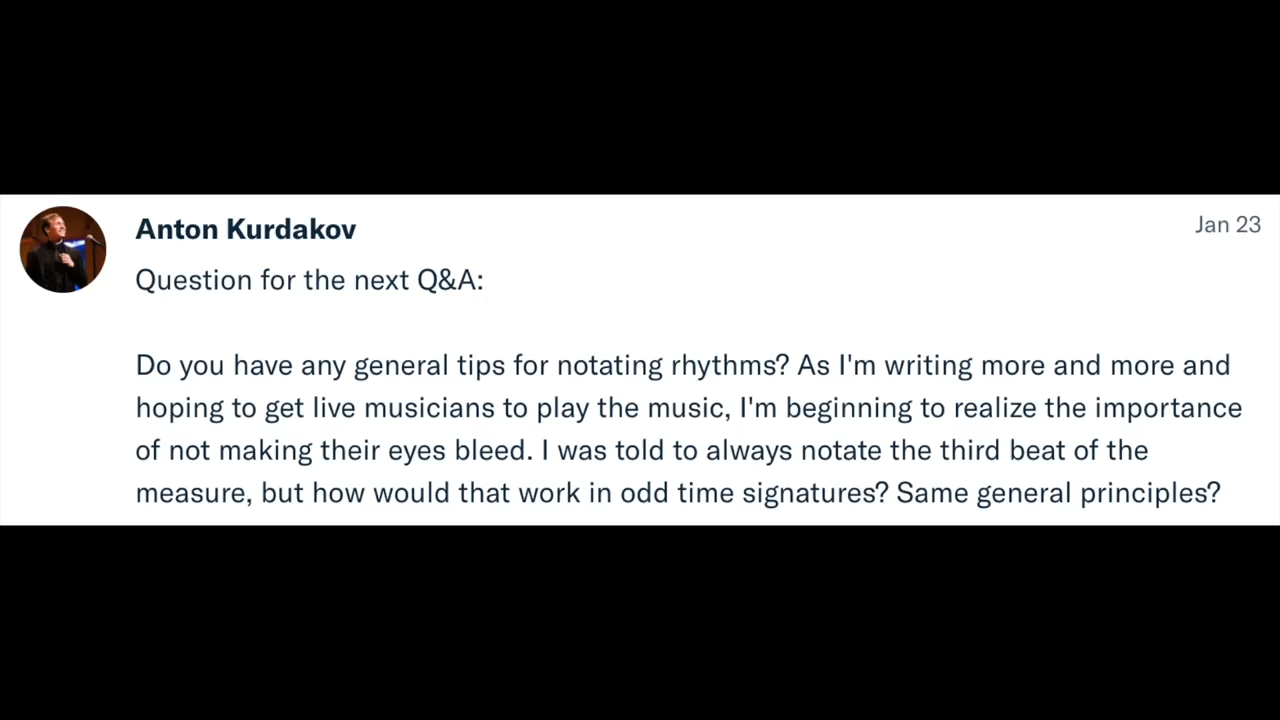 Anton Kurdakov
Jan 23
Question for the next Q&A:
Do you have any general tips for notating rhythms? As I'm writing more and more and
hoping to get live musicians to play the music, I'm beginning to realize the importance
of not making their eyes bleed. I was told to always notate the third beat of the
measure, but how would that work in odd time signatures? Same general principles?